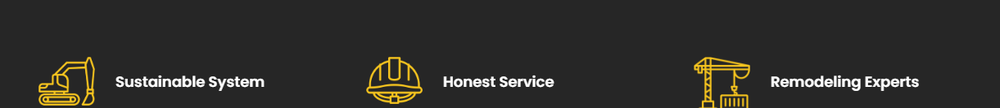 Sustainable System
Honest Service
Remodeling Experts